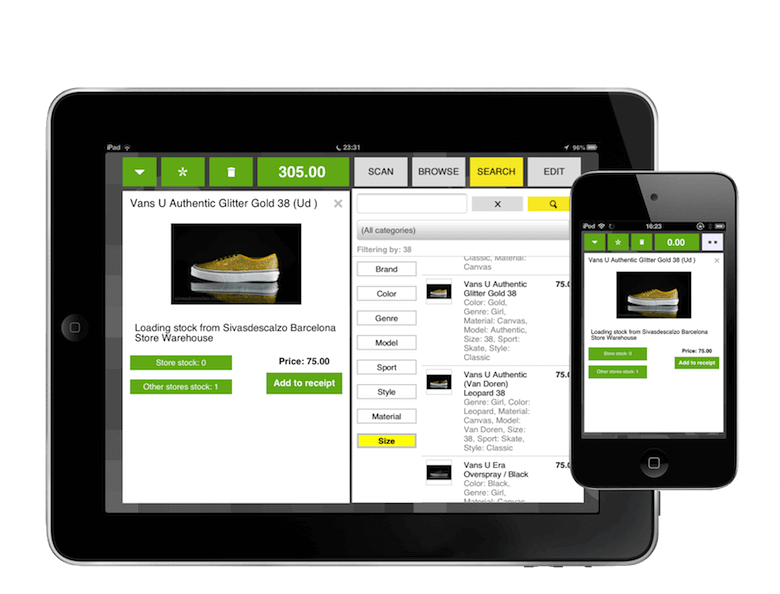 iPad 23:31 96%
305.00 SCAN BROWSE SEARCH EDIT
Vans U Authentic Glitter Gold 38 (Ud )
Loading stock from Sivasdescalzo Barcelona
Store Warehouse
Store stock: 0
Price: 75.00
Other stores stock: 1
Add to receipt
X
(All categories)
Filtering by: 38
Brand
Color
Genre
Model
Sport
Style
Material
Size
Classic, Material:
Canvas
Vans U Authentic 75.
Glitter Gold 38
Color: Gold,
Genre: Girl,
Material: Canvas,
Model: Authentic,
Size: 38, Sport:
Skate, Style:
Classic
Vans U Authentic 75.
(Van Doren)
Leopard 38
Genre: Girl, Color:
Leopard, Material:
Canvas, Model:
Van Doren, Size:
38, Sport: Skate,
Style: Classic
Vans U Era 75.
Overspray / Black
Color: Black,
Genre: Girl,
Material: Canvas,
iPod 16:23
0.00
Vans U Authentic Glitter Gold 38 (Ud )
Loading stock from Sivasdescalzo Barcelona
Store Warehouse
Store stock: 0
Price: 75.00
Other stores stock: 1
Add to receipt